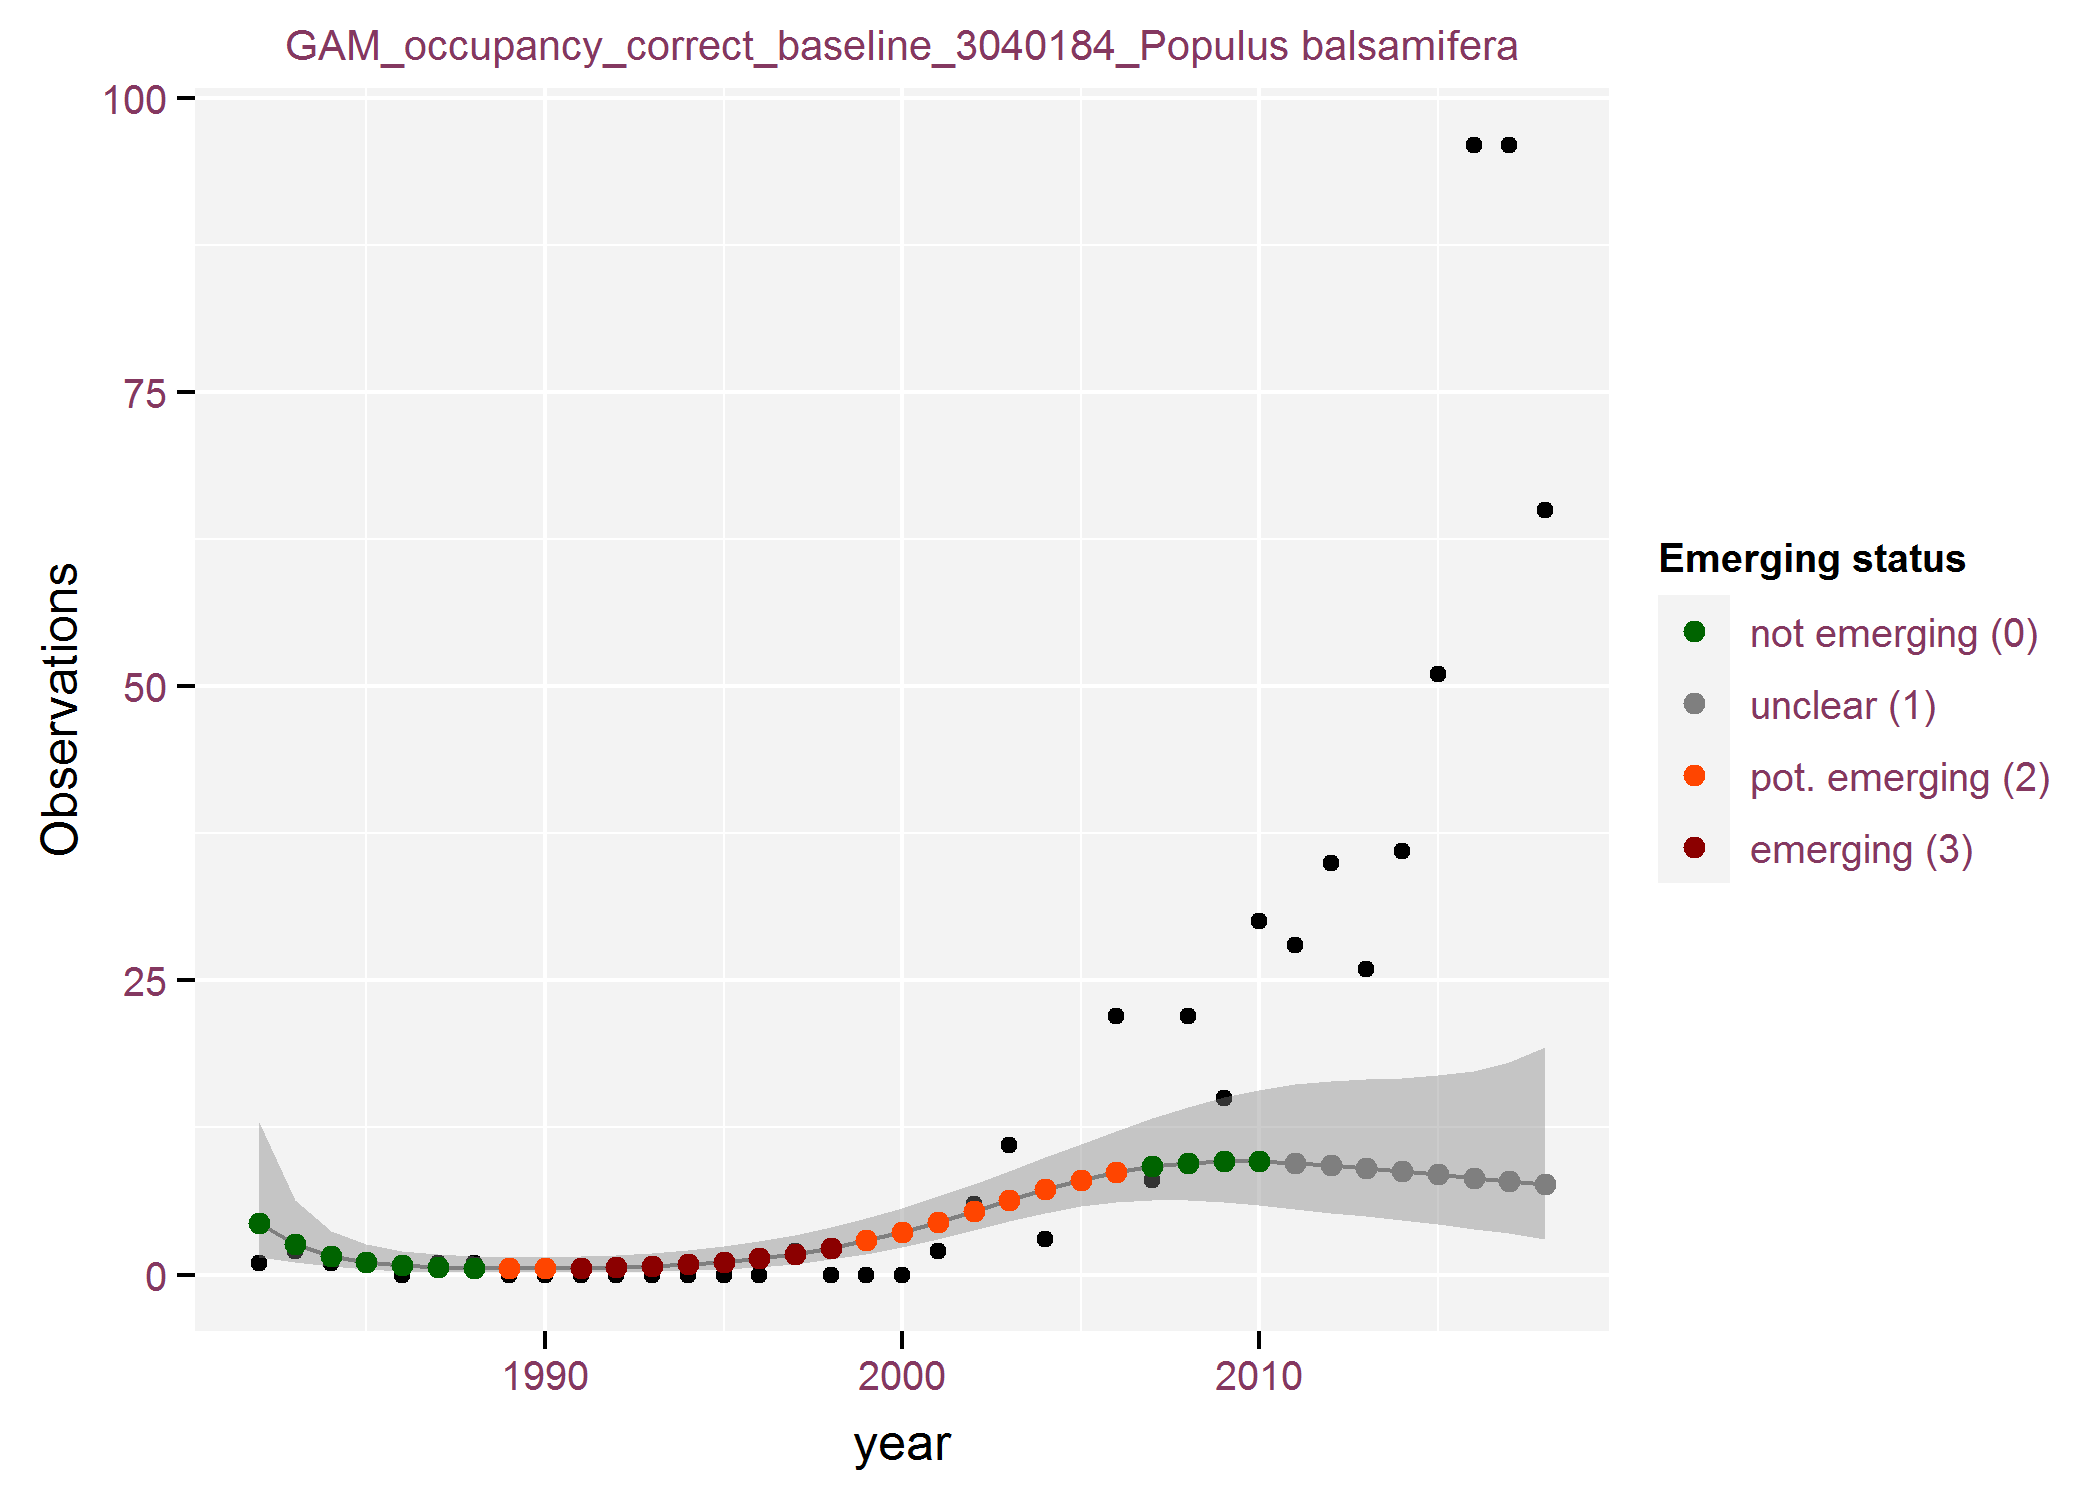 GAM_occupancy_correct_baseline_3040184_Populus balsamifera
100
75
50
25
0
Observations
1990 2000 2010
year
Emerging status
not emerging (0)
unclear (1)
pot. emerging (2)
emerging (3)